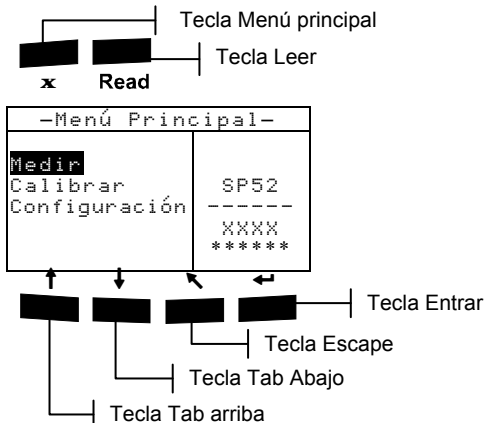 Tecla Menú principal
Tecla Leer
x Read
—Menú Principal—
Medir
Calibrar SP52
Configuración ------
XXXX
******
Tecla Entrar
Tecla Escape
Tecla Tab Abajo
Tecla Tab arriba